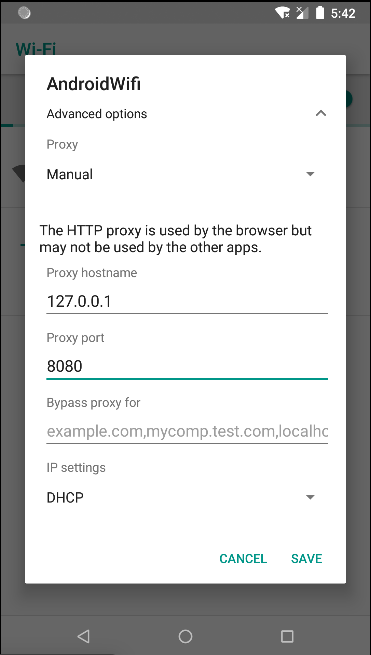 5:42
Wi-Fi
AndroidWifi
Advanced options
Proxy
Manual
The HTTP proxy is used by the browser but
may not be used by the other apps.
Proxy hostname
127.0.0.1
Proxy port
8080
Bypass proxy for
example.com,mycomp.test.com,localhc
IP settings
DHCP
CANCEL SAVE